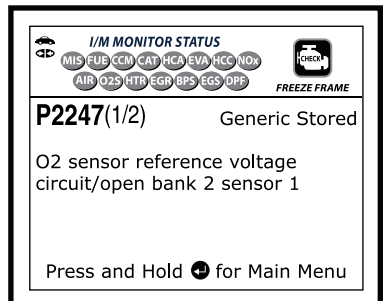 I/M MONITOR STATUS
MIS FUE CCM CAT HCA EVA HCC NOx
CHECK
AIR O2S HTR EGR BPS EGS DPF
FREEZE FRAME
P2247(1/2) Generic Stored
O2 sensor reference voltage
circuit/open bank 2 sensor 1
Press and Hold for Main Menu